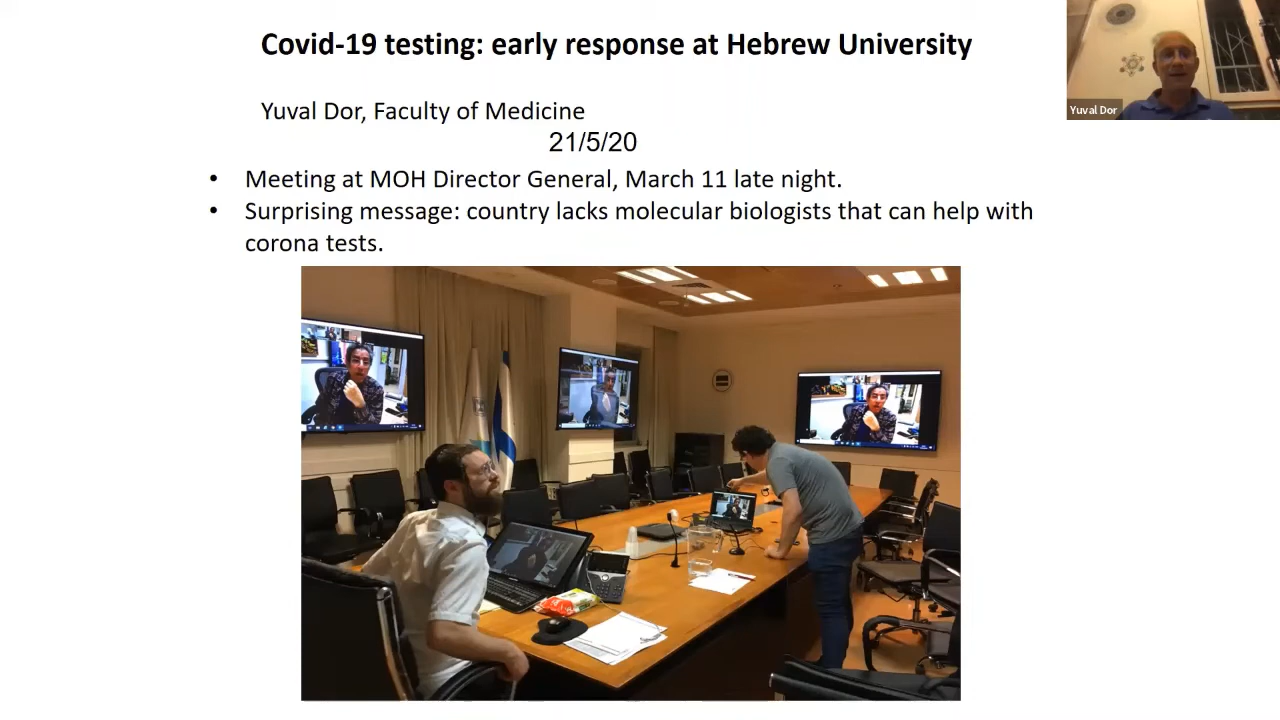 Covid-19 testing: early response at Hebrew University
Yuval Dor, Faculty of Medicine
21/5/20
• Meeting at MOH Director General, March 11 late night.
• Surprising message: country lacks molecular biologists that can help with
corona tests.
Yuval Dor